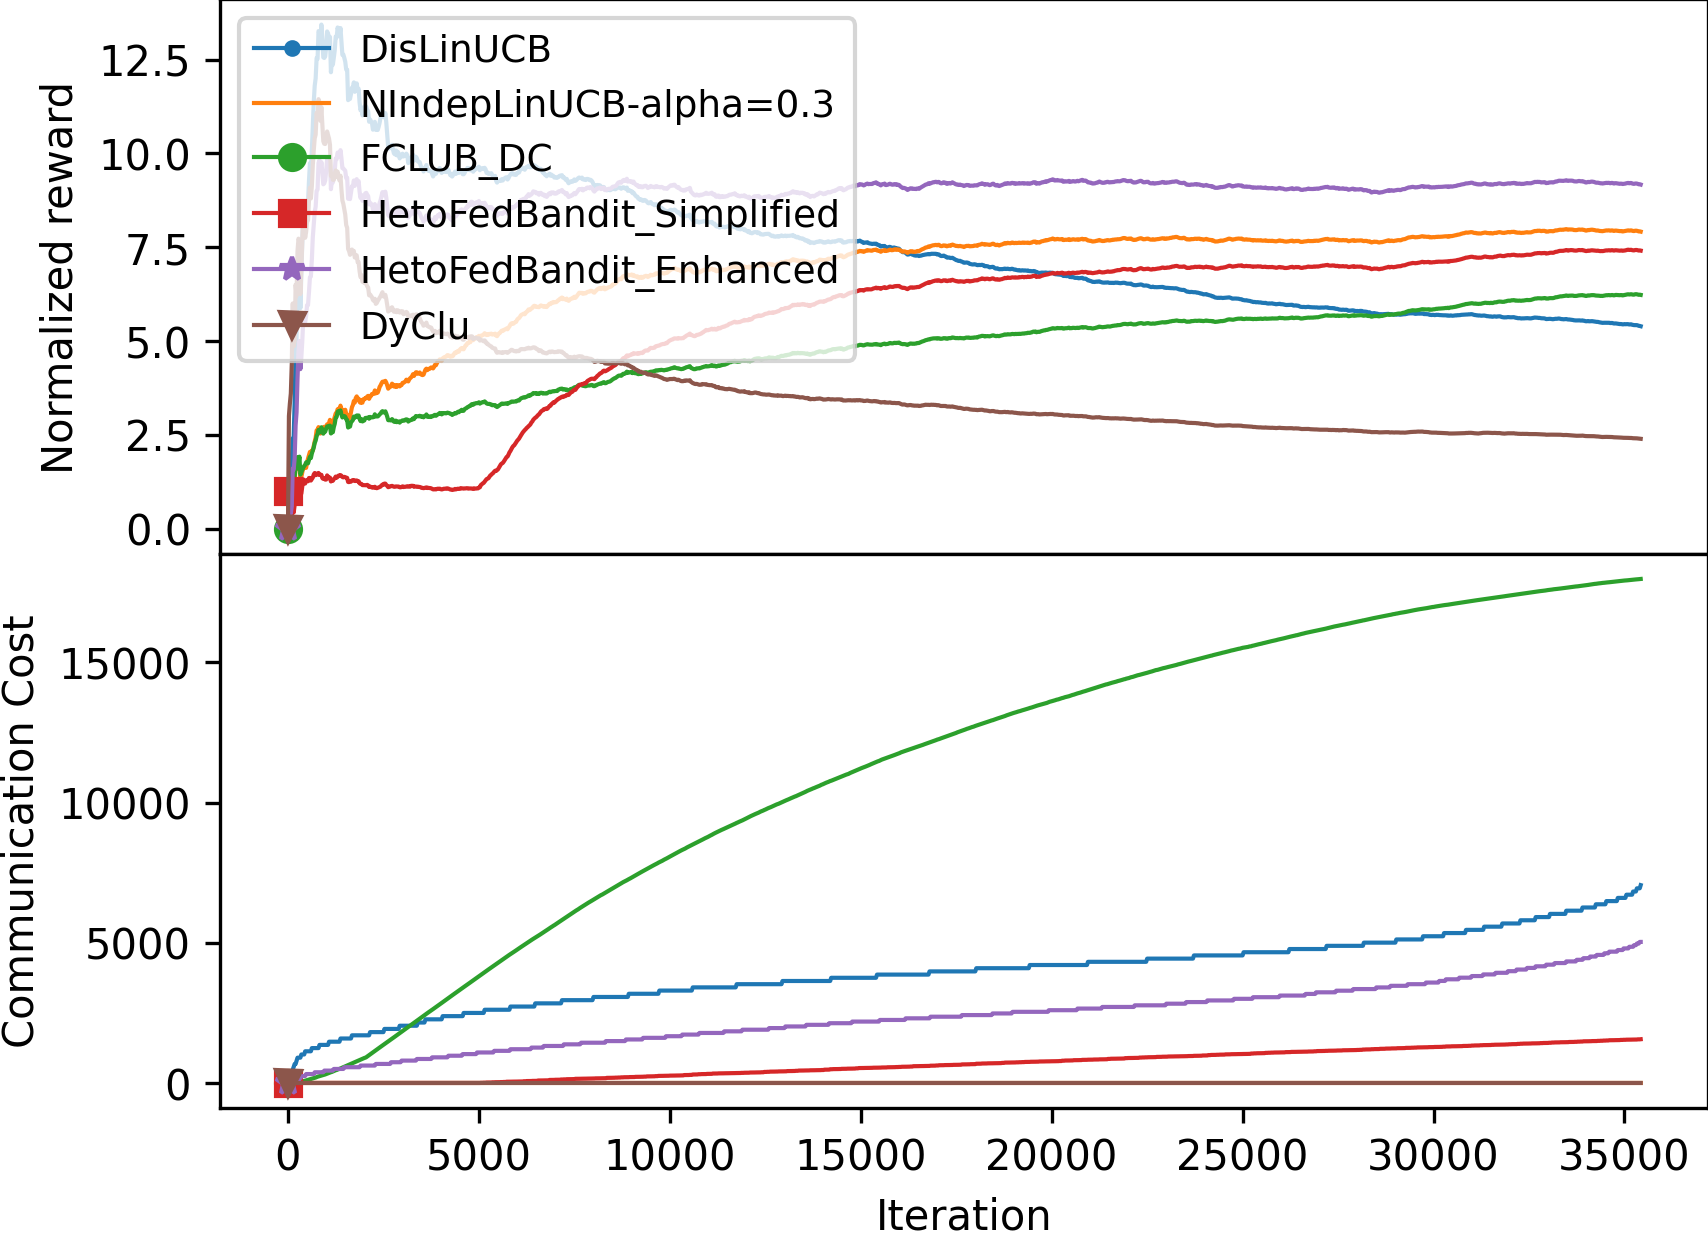 Normalized reward
12.5
10.0
7.5
5.0
2.5
0.0
DisLinUCB
NIndepLinUCB-alpha=0.3
FCLUB_DC
HetoFedBandit_Simplified
HetoFedBandit_Enhanced
DyClu
Communication Cost
15000
10000
5000
0
0 5000 10000 15000 20000 25000 30000 35000
Iteration